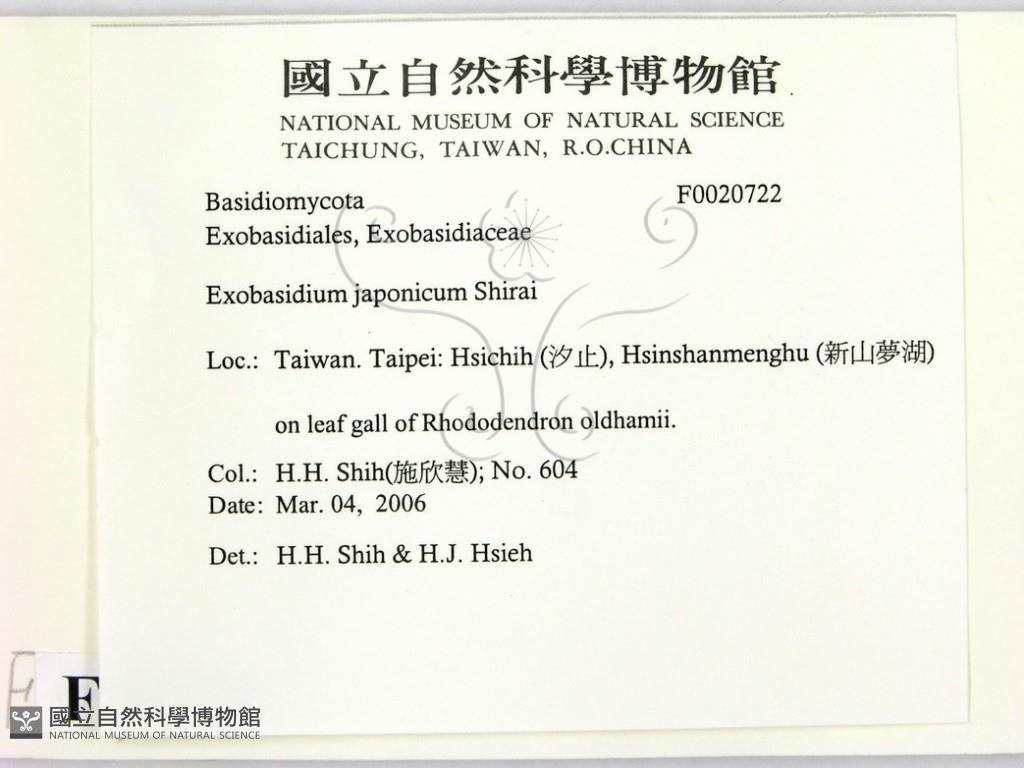 國立自然科學博物館
NATIONAL MUSEUM OF NATURAL SCIENCE
TAICHUNG, TAIWAN, R.O.CHINA
Basidiomycota F0020722
Exobasidiales, Exobasidiaceae
Exobasidium japonicum Shirai
Loc.: Taiwan. Taipei: Hsichih (汐止), Hsinshanmenghu (新山夢湖)
on leaf gall of Rhododendron oldhamii.
Col.: H.H. Shih(施欣慧); No. 604
Date: Mar. 04, 2006
Det.: H.H. Shih & H.J. Hsieh
F
國立自然科學博物館
NATIONAL MUSEUM OF NATURAL SCIENCE